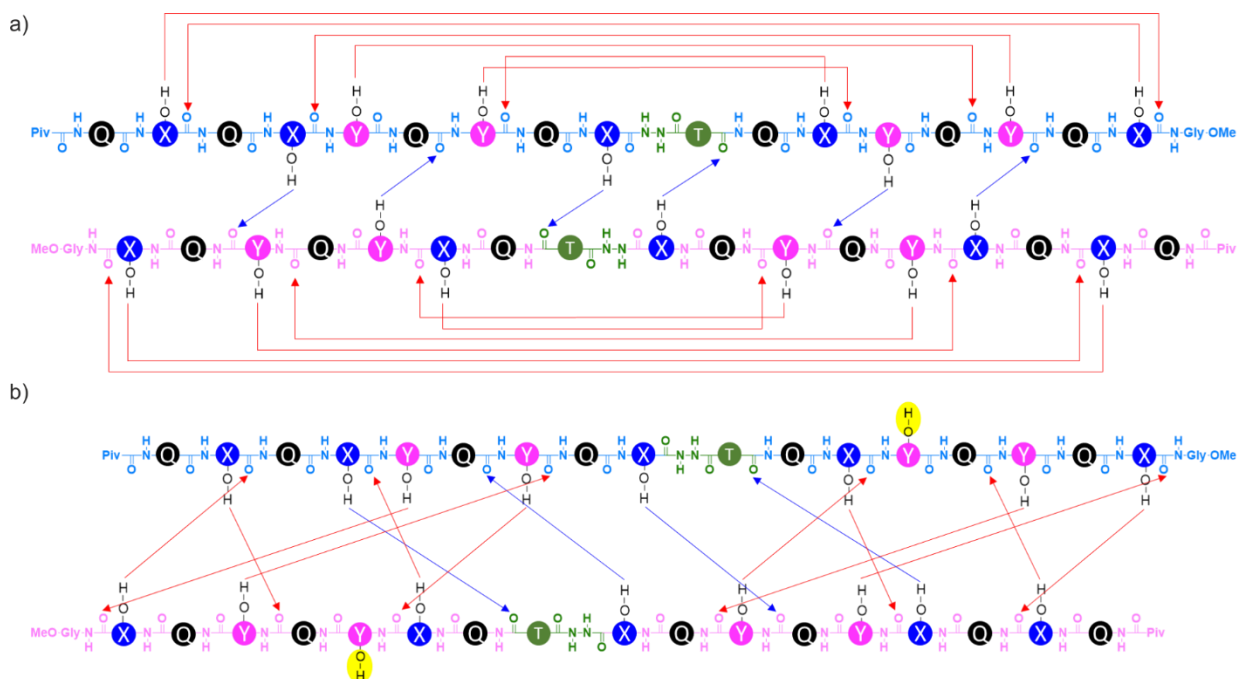 a)
H H H H H H
O O O O O O
Piv Q X Q X Y Q Y Q X T Q X Y Q Y Q X Gly OMe
O O O
H H H
H H H
O O O
MeO Gly X Q Y Q Y X Q T X Q Y Q Y X Q X Q Piv
O O O O O O
H H H H H H
b)
H
O
Piv Q X Q X Y Q Y Q X T Q X Y Q Y Q X Gly OMe
O O O O O O O O
H H H H H H H H
H H H H H H H H
O O O O O O O O
MeO Gly X Q Y Q Y X Q T X Q Y Q Y X Q X Q Piv
O
H